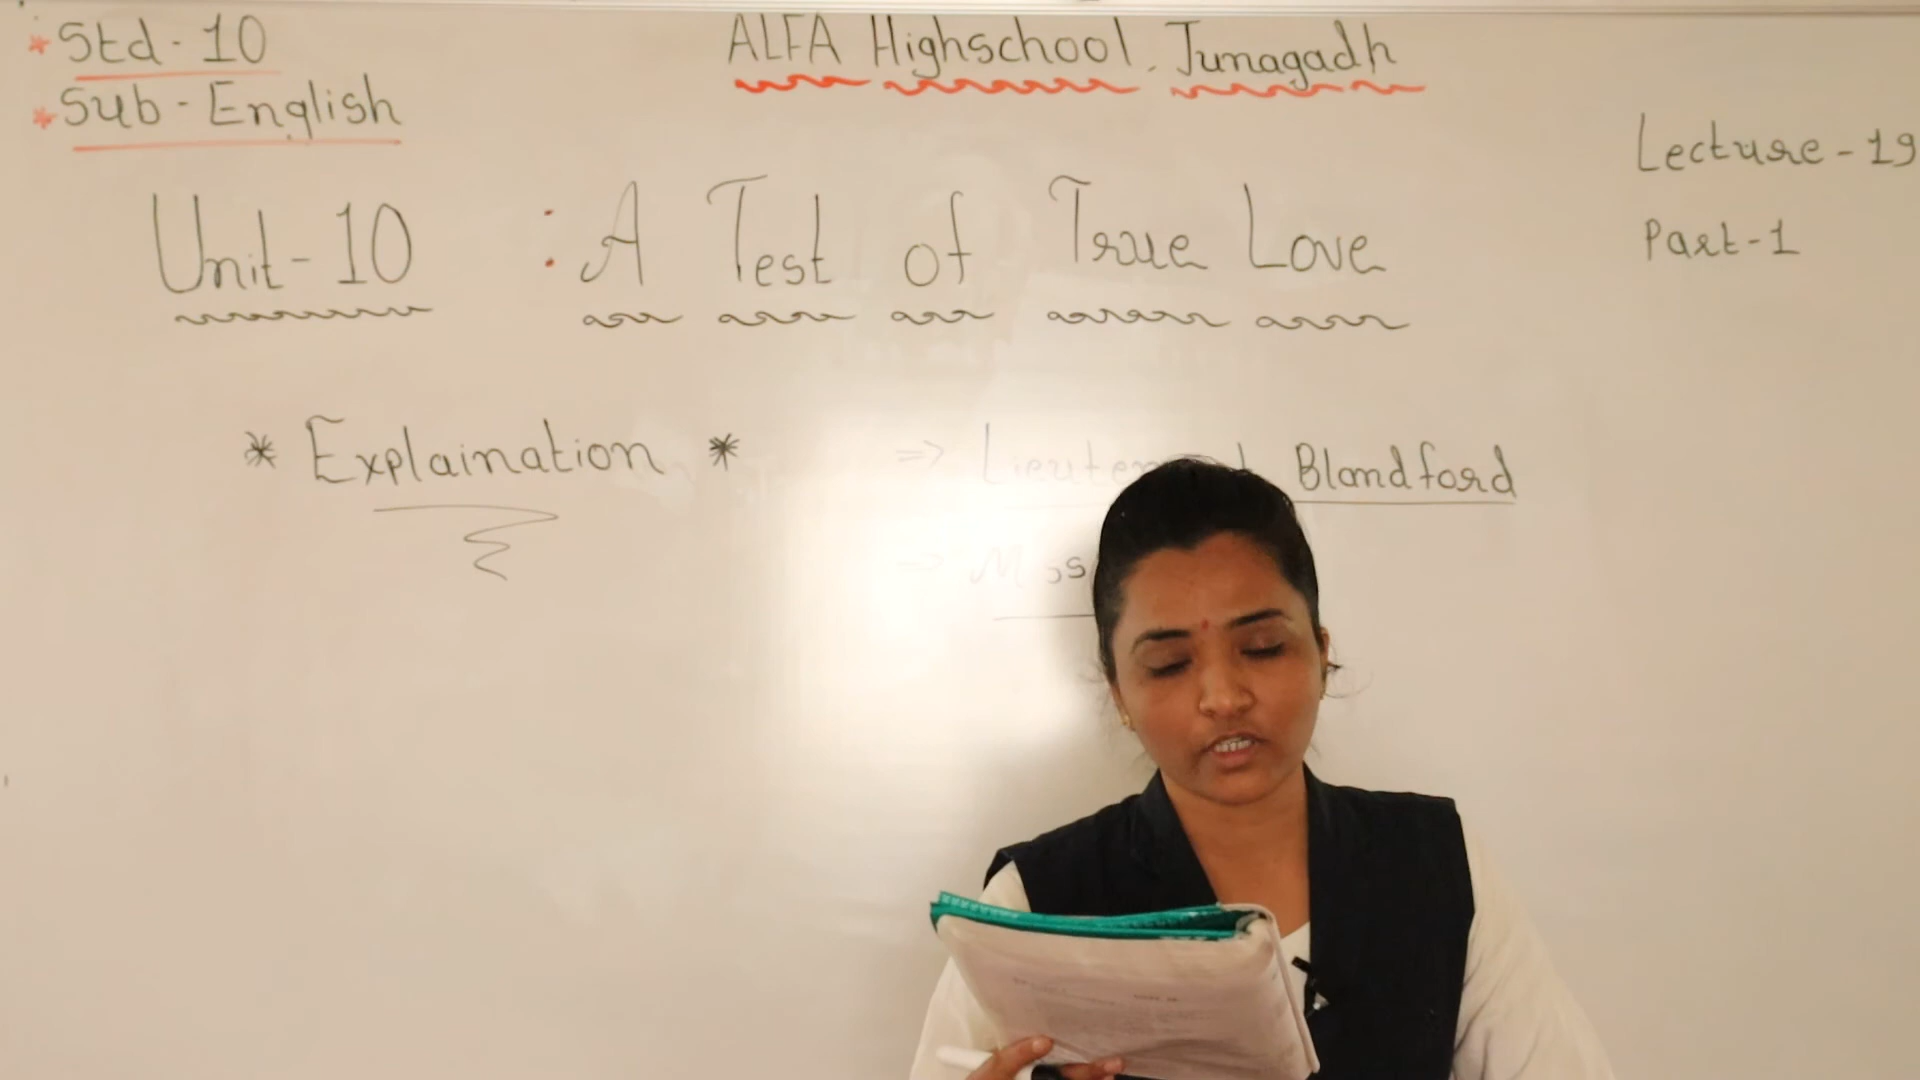 * Std - 10
* Sub - English
ALFA Highschool. Junagadh
Lecture - 19
Part - 1
Unit - 10 : A Test of True Love
* Explaination *
=> Blandford
=> Miss